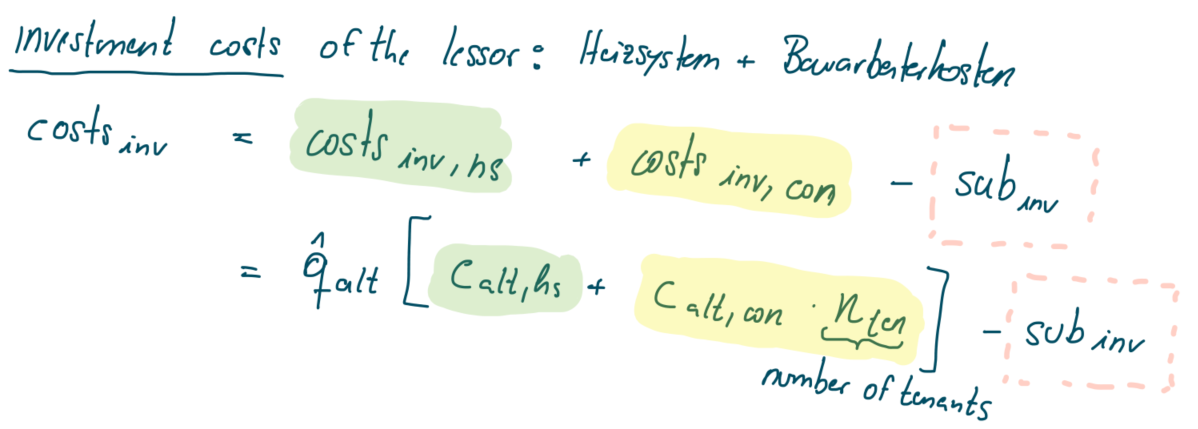 investment costs of the lessor: Heizsystem + Bauarbeiterkosten
costs inv = costs inv, hs + costs inv, con - sub inv
= q̂ alt [ C alt, hs + C alt, con · n ten ] - sub inv
number of tenants